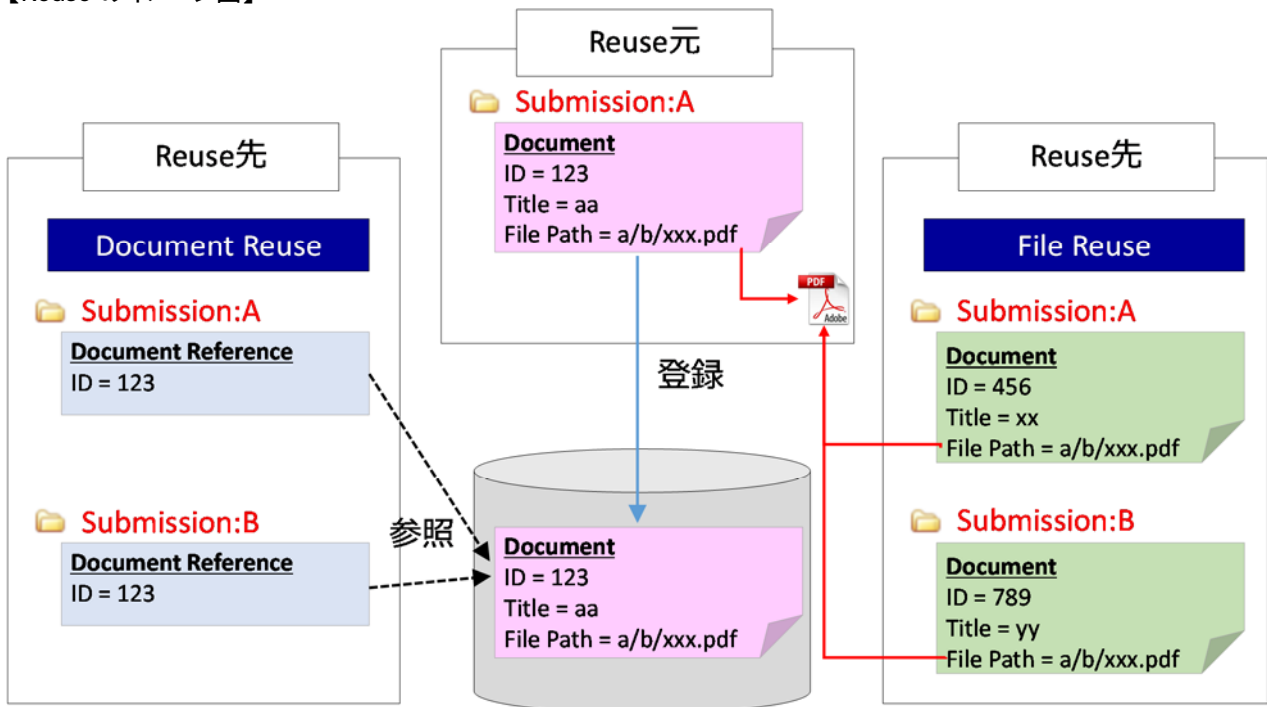 Reuse元
Submission:A
Document
ID = 123
Title = aa
File Path = a/b/xxx.pdf
PDF
Adobe
登録
Document
ID = 123
Title = aa
File Path = a/b/xxx.pdf
Reuse先
Document Reuse
Submission:A
Document Reference
ID = 123
Submission:B
Document Reference
ID = 123
参照
Reuse先
File Reuse
Submission:A
Document
ID = 456
Title = xx
File Path = a/b/xxx.pdf
Submission:B
Document
ID = 789
Title = yy
File Path = a/b/xxx.pdf